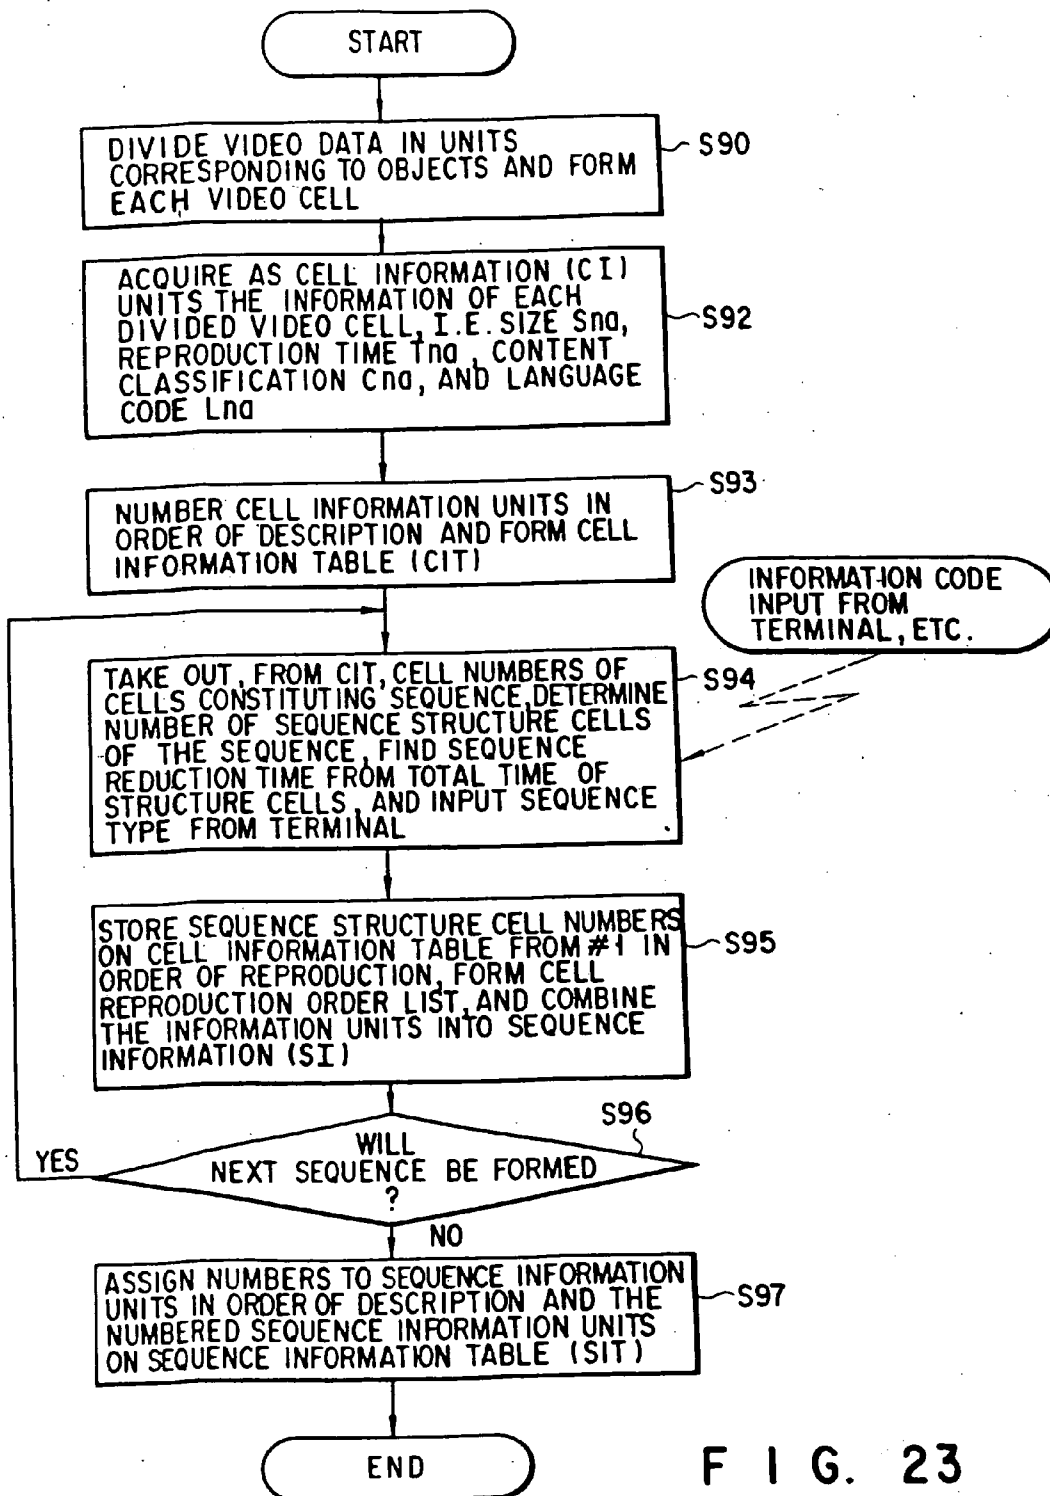 START
DIVIDE VIDEO DATA IN UNITS
CORRESPONDING TO OBJECTS AND FORM
EACH VIDEO CELL
S90
ACQUIRE AS CELL INFORMATION (CI)
UNITS THE INFORMATION OF EACH
DIVIDED VIDEO CELL, I.E. SIZE Sna,
REPRODUCTION TIME Tna, CONTENT
CLASSIFICATION Cna, AND LANGUAGE
CODE Lna
S92
NUMBER CELL INFORMATION UNITS IN
ORDER OF DESCRIPTION AND FORM CELL
INFORMATION TABLE (CIT)
S93
INFORMATION CODE
INPUT FROM
TERMINAL, ETC.
TAKE OUT, FROM CIT, CELL NUMBERS OF
CELLS CONSTITUTING SEQUENCE, DETERMINE
NUMBER OF SEQUENCE STRUCTURE CELLS
OF THE SEQUENCE, FIND SEQUENCE
REDUCTION TIME FROM TOTAL TIME OF
STRUCTURE CELLS, AND INPUT SEQUENCE
TYPE FROM TERMINAL
S94
STORE SEQUENCE STRUCTURE CELL NUMBERS
ON CELL INFORMATION TABLE FROM #1 IN
ORDER OF REPRODUCTION, FORM CELL
REPRODUCTION ORDER LIST, AND COMBINE
THE INFORMATION UNITS INTO SEQUENCE
INFORMATION (SI)
S95
S96
WILL
NEXT SEQUENCE BE FORMED
?
YES
NO
ASSIGN NUMBERS TO SEQUENCE INFORMATION
UNITS IN ORDER OF DESCRIPTION AND THE
NUMBERED SEQUENCE INFORMATION UNITS
ON SEQUENCE INFORMATION TABLE (SIT)
S97
END
FIG. 23